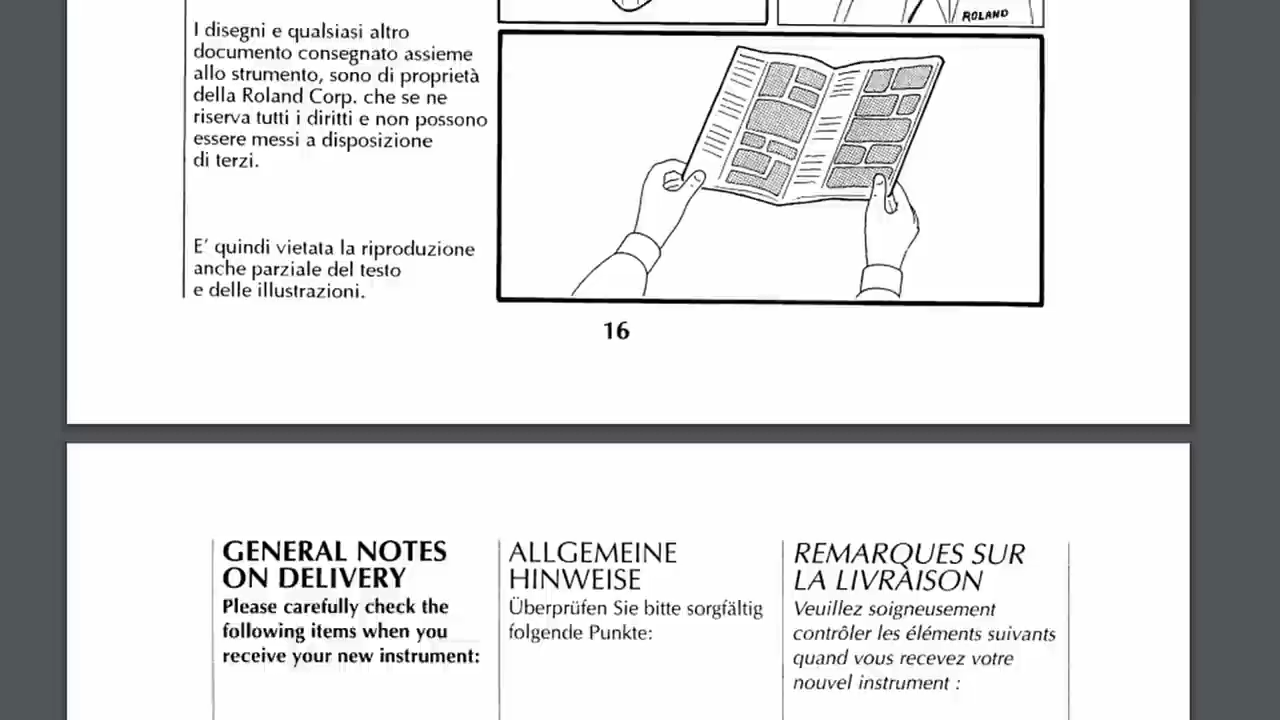 ROLAND
I disegni e qualsiasi altro
documento consegnato assieme
allo strumento, sono di proprietà
della Roland Corp. che se ne
riserva tutti i diritti e non possono
essere messi a disposizione
di terzi.
E' quindi vietata la riproduzione
anche parziale del testo
e delle illustrazioni.
16
GENERAL NOTES
ON DELIVERY
Please carefully check the
following items when you
receive your new instrument:
ALLGEMEINE
HINWEISE
Überprüfen Sie bitte sorgfältig
folgende Punkte:
REMARQUES SUR
LA LIVRAISON
Veuillez soigneusement
contrôler les éléments suivants
quand vous recevez votre
nouvel instrument :